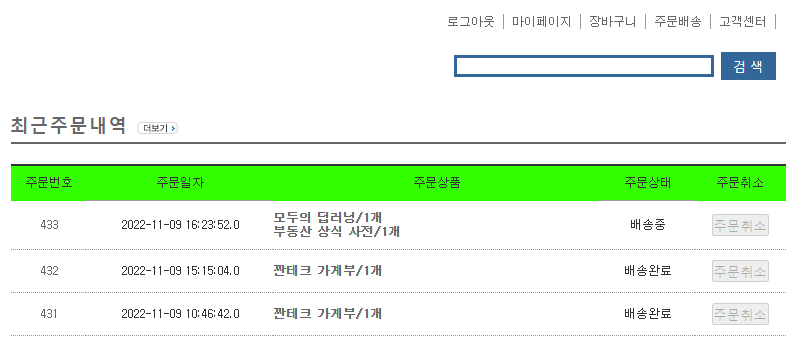 로그아웃 마이페이지 장바구니 주문배송 고객센터
검 색
최근주문내역 더보기
주문번호 주문일자 주문상품 주문상태 주문취소
433 2022-11-09 16:23:52.0 모두의 딥러닝/1개 배송중 주문취소
부동산 상식 사전/1개
432 2022-11-09 15:15:04.0 짠테크 가계부/1개 배송완료 주문취소
431 2022-11-09 10:46:42.0 짠테크 가계부/1개 배송완료 주문취소